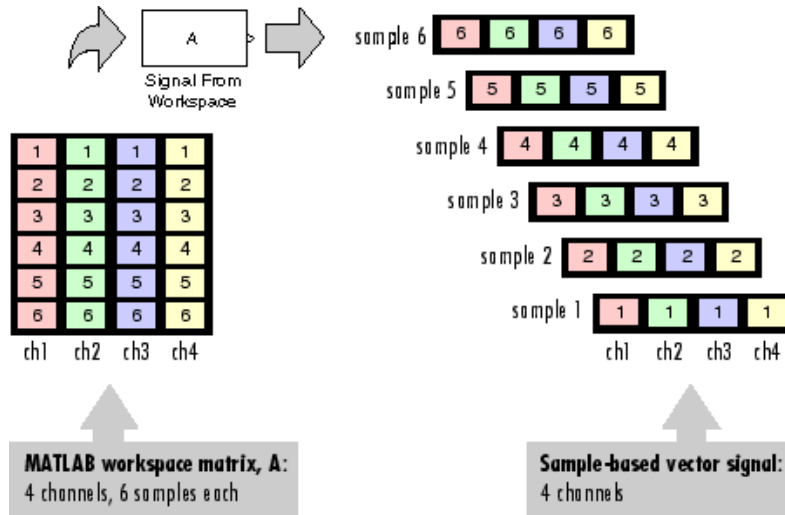 A
Signal From
Workspace
1 1 1 1
2 2 2 2
3 3 3 3
4 4 4 4
5 5 5 5
6 6 6 6
ch1 ch2 ch3 ch4
MATLAB workspace matrix, A:
4 channels, 6 samples each
sample 6 6 6 6 6
sample 5 5 5 5 5
sample 4 4 4 4 4
sample 3 3 3 3 3
sample 2 2 2 2 2
sample 1 1 1 1 1
ch1 ch2 ch3 ch4
Sample-based vector signal:
4 channels